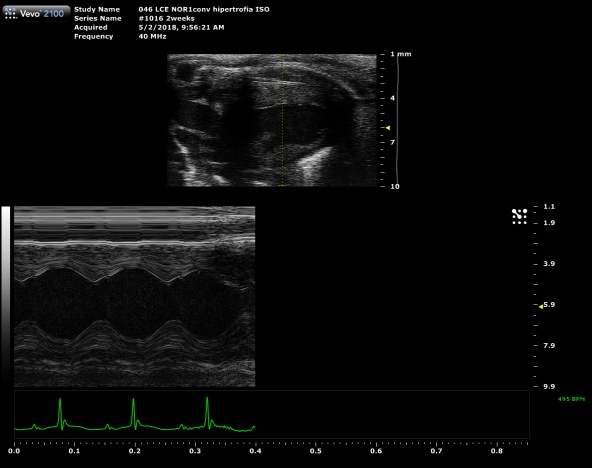 Vevo 2100
Study Name 046 LCE NOR1conv hipertrofia ISO
Series Name #1016 2weeks
Acquired 5/2/2018, 9:56:21 AM
Frequency 40 MHz
1 mm
4
7
10
1.1
1.9
3.9
5.9
7.9
9.9
495 BPM
0.0 0.1 0.2 0.3 0.4 0.5 0.6 0.7 0.8